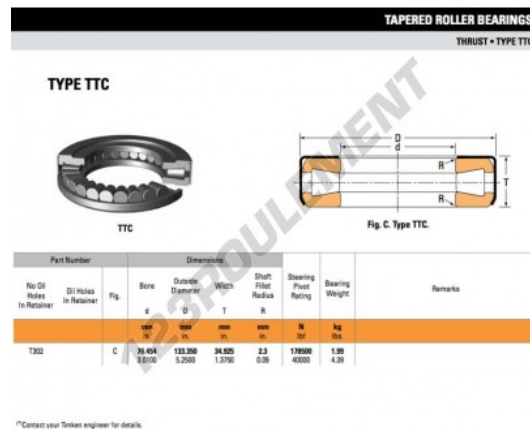 TAPERED ROLLER BEARINGS
THRUST • TYPE TTC
TYPE TTC
TTC
D
d
R
T
R
Fig. C. Type TTC.
Part Number Dimensions
No Oil Holes In Retainer Oil Holes In Retainer Fig. Bore Outside Diameter Width Shaft Fillet Radius Steering Pivot Rating Bearing Weight Remarks
d D T R
mm mm mm mm N kg
in. in. in. in. lbf lbs.
T302 C 76.454 133.350 34.925 2.3 178500 1.99
3.0100 5.2500 1.3750 0.09 40000 4.39
(*)Contact your Timken engineer for details.
123ROULEMENT